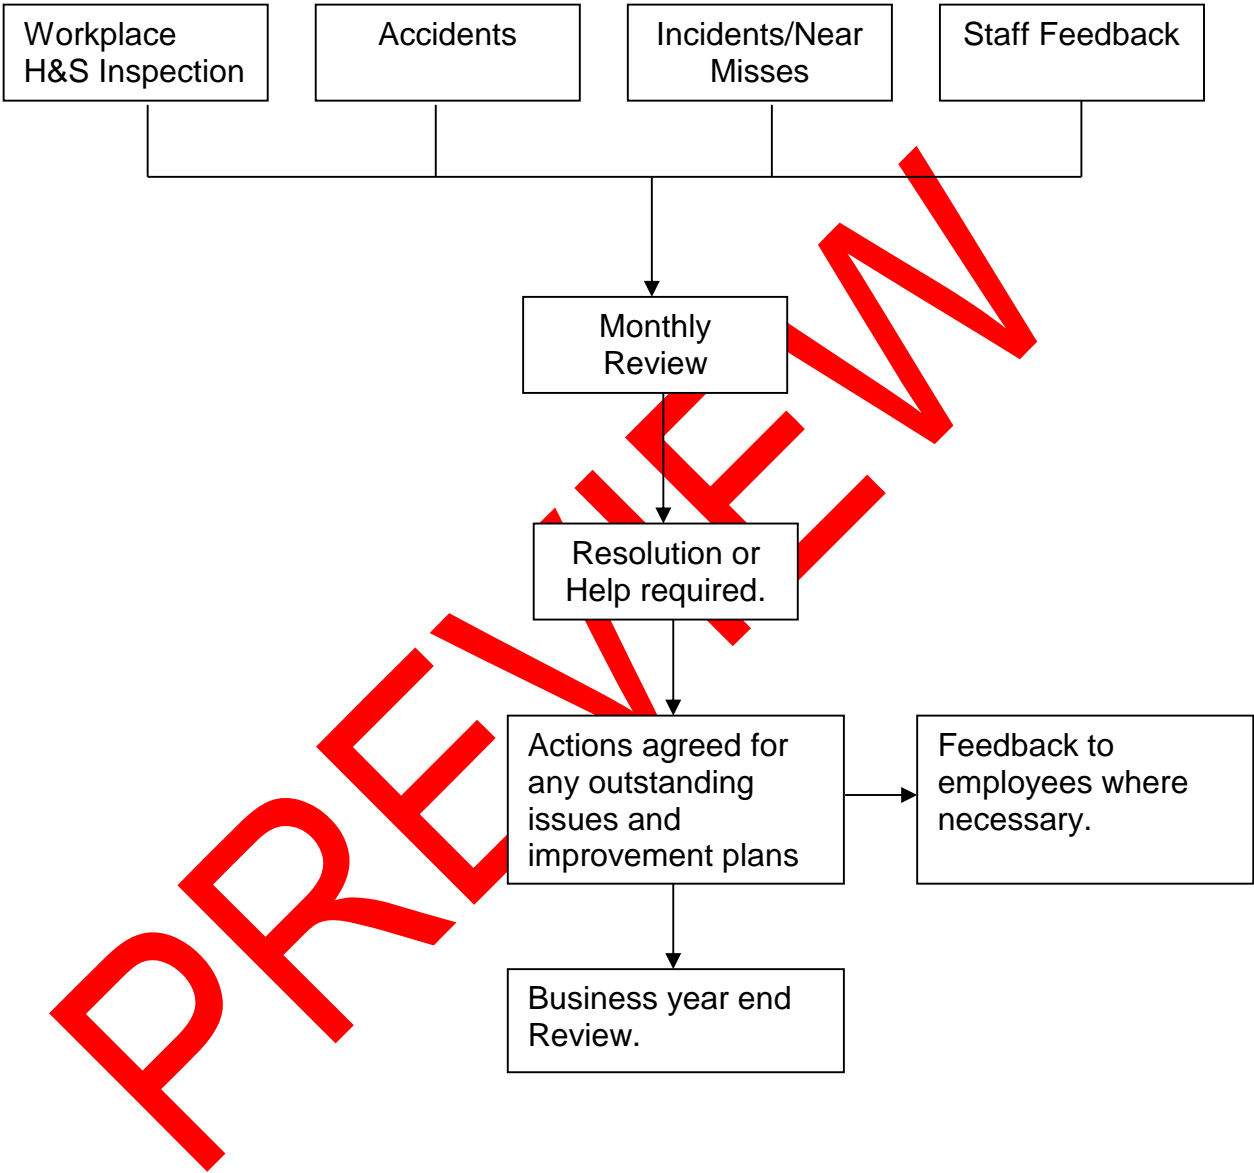 Workplace
H&S Inspection
Accidents
Incidents/Near
Misses
Staff Feedback
Monthly
Review
Resolution or
Help required.
Actions agreed for
any outstanding
issues and
improvement plans
Feedback to
employees where
necessary.
Business year end
Review.
PREVIEW